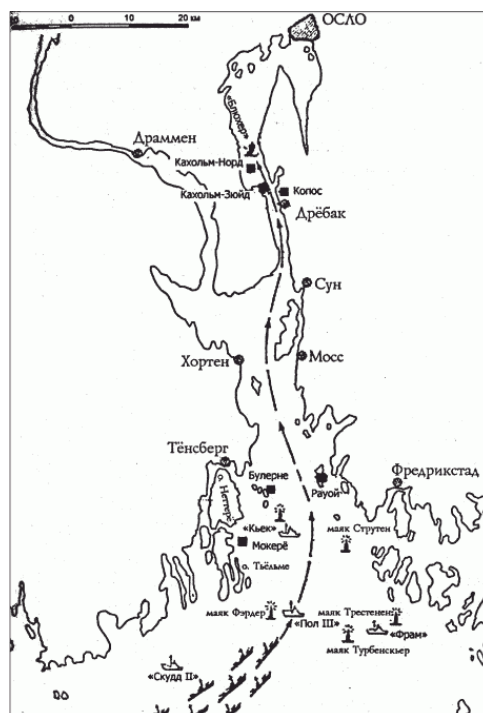 10 0 10 20 км
ОСЛО
«Блюхер»
Драммен
Кахольм-Норд
Кахольм-Зюйд
Копос
Дрёбак
Сун
Хортен
Мосс
Тёнсберг
Булерне
Рауой
Фредрикстад
«Кьек»
маяк Струтен
Мокерё
о. Тьёльме
маяк Фэрдер
«Пол III»
маяк Трестенен
«Фрам»
маяк Турбенскьер
«Скудд II»